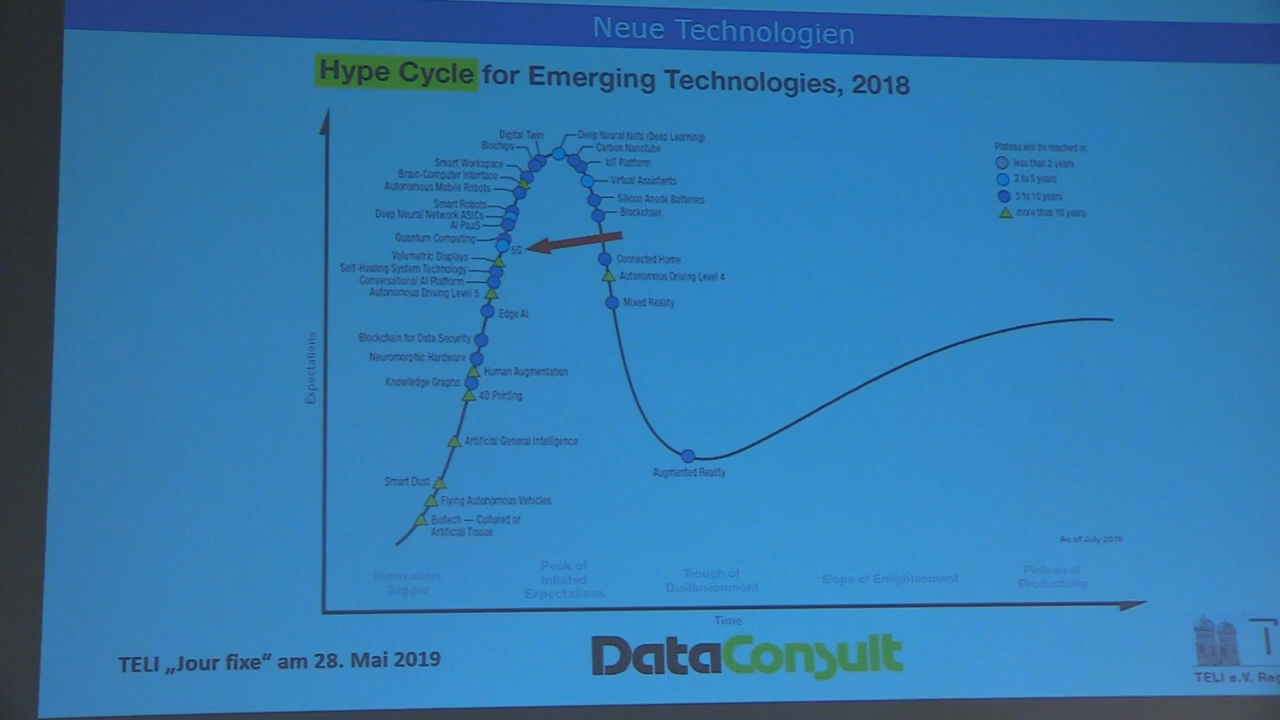 Neue Technologien
Hype Cycle for Emerging Technologies, 2018
Digital Twin
Biochips
Smart Workspace
Brain-Computer Interface
Autonomous Mobile Robots
Smart Robots
Deep Neural Network ASICs
AI PaaS
Quantum Computing
5G
Volumetric Displays
Self-Healing System Technology
Conversational AI Platform
Autonomous Driving Level 5
Edge AI
Blockchain for Data Security
Neuromorphic Hardware
Human Augmentation
Knowledge Graphs
4D Printing
Artificial General Intelligence
Smart Dust
Flying Autonomous Vehicles
Biotech — Cultured or
Artificial Tissue
Deep Neural Nets (Deep Learning)
Carbon Nanotube
IoT Platform
Virtual Assistants
Silicon Anode Batteries
Blockchain
Connected Home
Autonomous Driving Level 4
Mixed Reality
Augmented Reality
Plateau will be reached in:
less than 2 years
2 to 5 years
5 to 10 years
more than 10 years
As of July 2018
Expectations
Innovation
Trigger
Peak of
Inflated
Expectations
Trough of
Disillusionment
Slope of Enlightenment
Plateau of
Productivity
Time
TELI „Jour fixe“ am 28. Mai 2019
DataConsult
T
TELI e.V. Reg